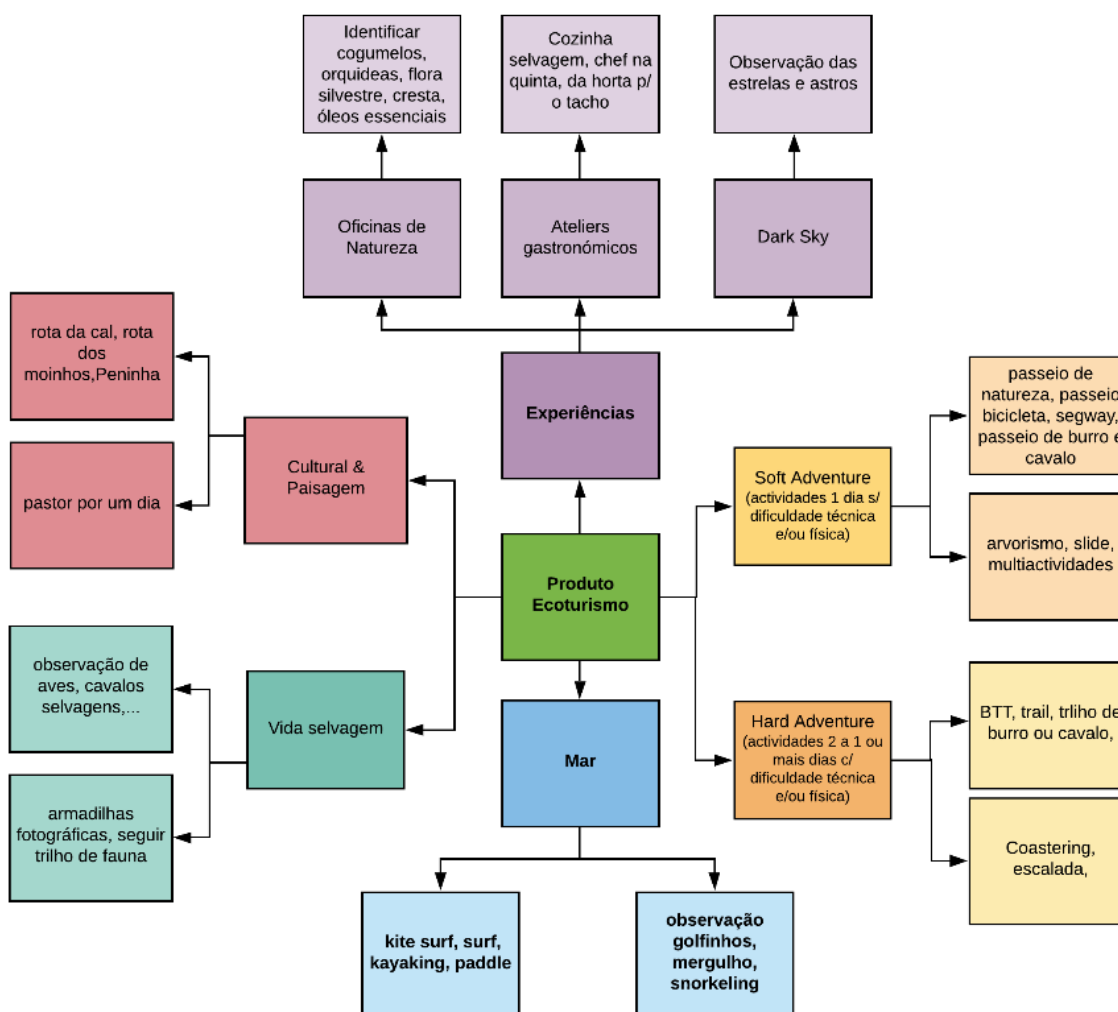 Identificar
cogumelos,
orquideas, flora
silvestre, cresta,
óleos essenciais
Cozinha
selvagem, chef na
quinta, da horta p/
o tacho
Observação das
estrelas e astros
Oficinas de
Natureza
Ateliers
gastronómicos
Dark Sky
rota da cal, rota
dos
moinhos,Peninha
pastor por um dia
Cultural &
Paisagem
Experiências
Soft Adventure
(actividades 1 dia s/
dificuldade técnica
e/ou física)
passeio de
natureza, passeio
bicicleta, segway,
passeio de burro e
cavalo
arvorismo, slide,
multiactividades
Produto
Ecoturismo
observação de
aves, cavalos
selvagens,...
armadilhas
fotográficas, seguir
trilho de fauna
Vida selvagem
Mar
Hard Adventure
(actividades 2 a 1 ou
mais dias c/
dificuldade técnica
e/ou física)
BTT, trail, trliho de
burro ou cavalo,
Coastering,
escalada,
kite surf, surf,
kayaking, paddle
observação
golfinhos,
mergulho,
snorkeling